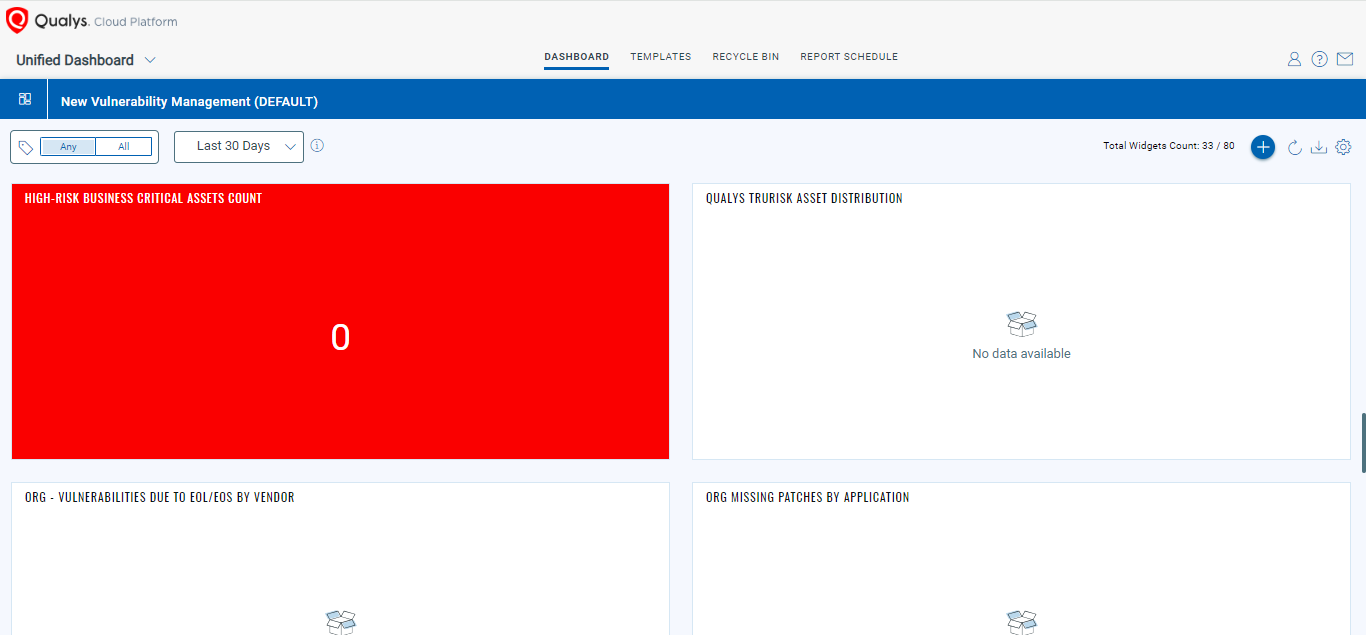 Qualys. Cloud Platform
Unified Dashboard
DASHBOARD TEMPLATES RECYCLE BIN REPORT SCHEDULE
New Vulnerability Management (DEFAULT)
Any All Last 30 Days Total Widgets Count: 33 / 80
HIGH-RISK BUSINESS CRITICAL ASSETS COUNT
0
QUALYS TRURISK ASSET DISTRIBUTION
No data available
ORG - VULNERABILITIES DUE TO EOL/EOS BY VENDOR
ORG MISSING PATCHES BY APPLICATION